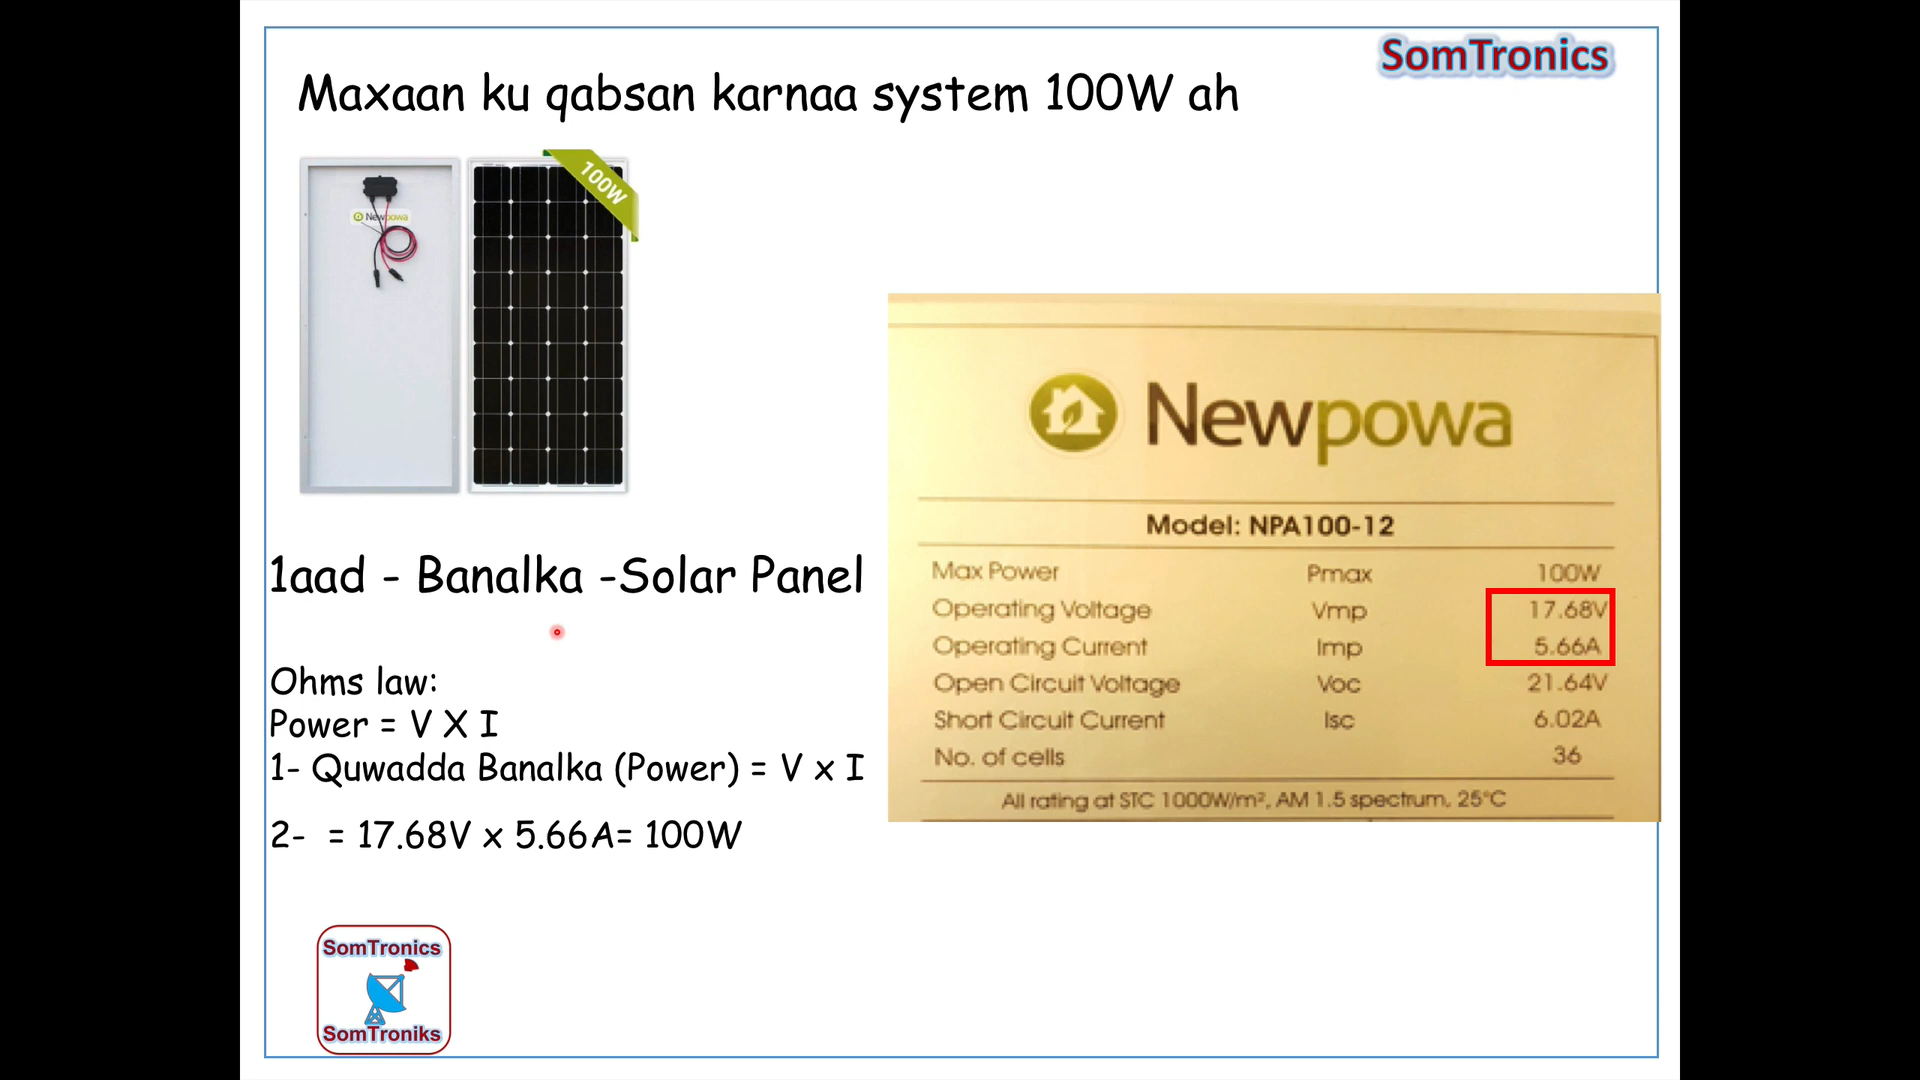 SomTronics
Maxaan ku qabsan karnaa system 100W ah
100W
Newpowa
1aad - Banalka -Solar Panel
Ohms law:
Power = V X I
1- Quwadda Banalka (Power) = V x I
2- = 17.68V x 5.66A= 100W
Newpowa
Model: NPA100-12
Max Power Pmax 100W
Operating Voltage Vmp 17.68V
Operating Current Imp 5.66A
Open Circuit Voltage Voc 21.64V
Short Circuit Current Isc 6.02A
No. of cells 36
All rating at STC 1000W/m², AM 1.5 spectrum, 25°C
SomTronics
SomTroniks